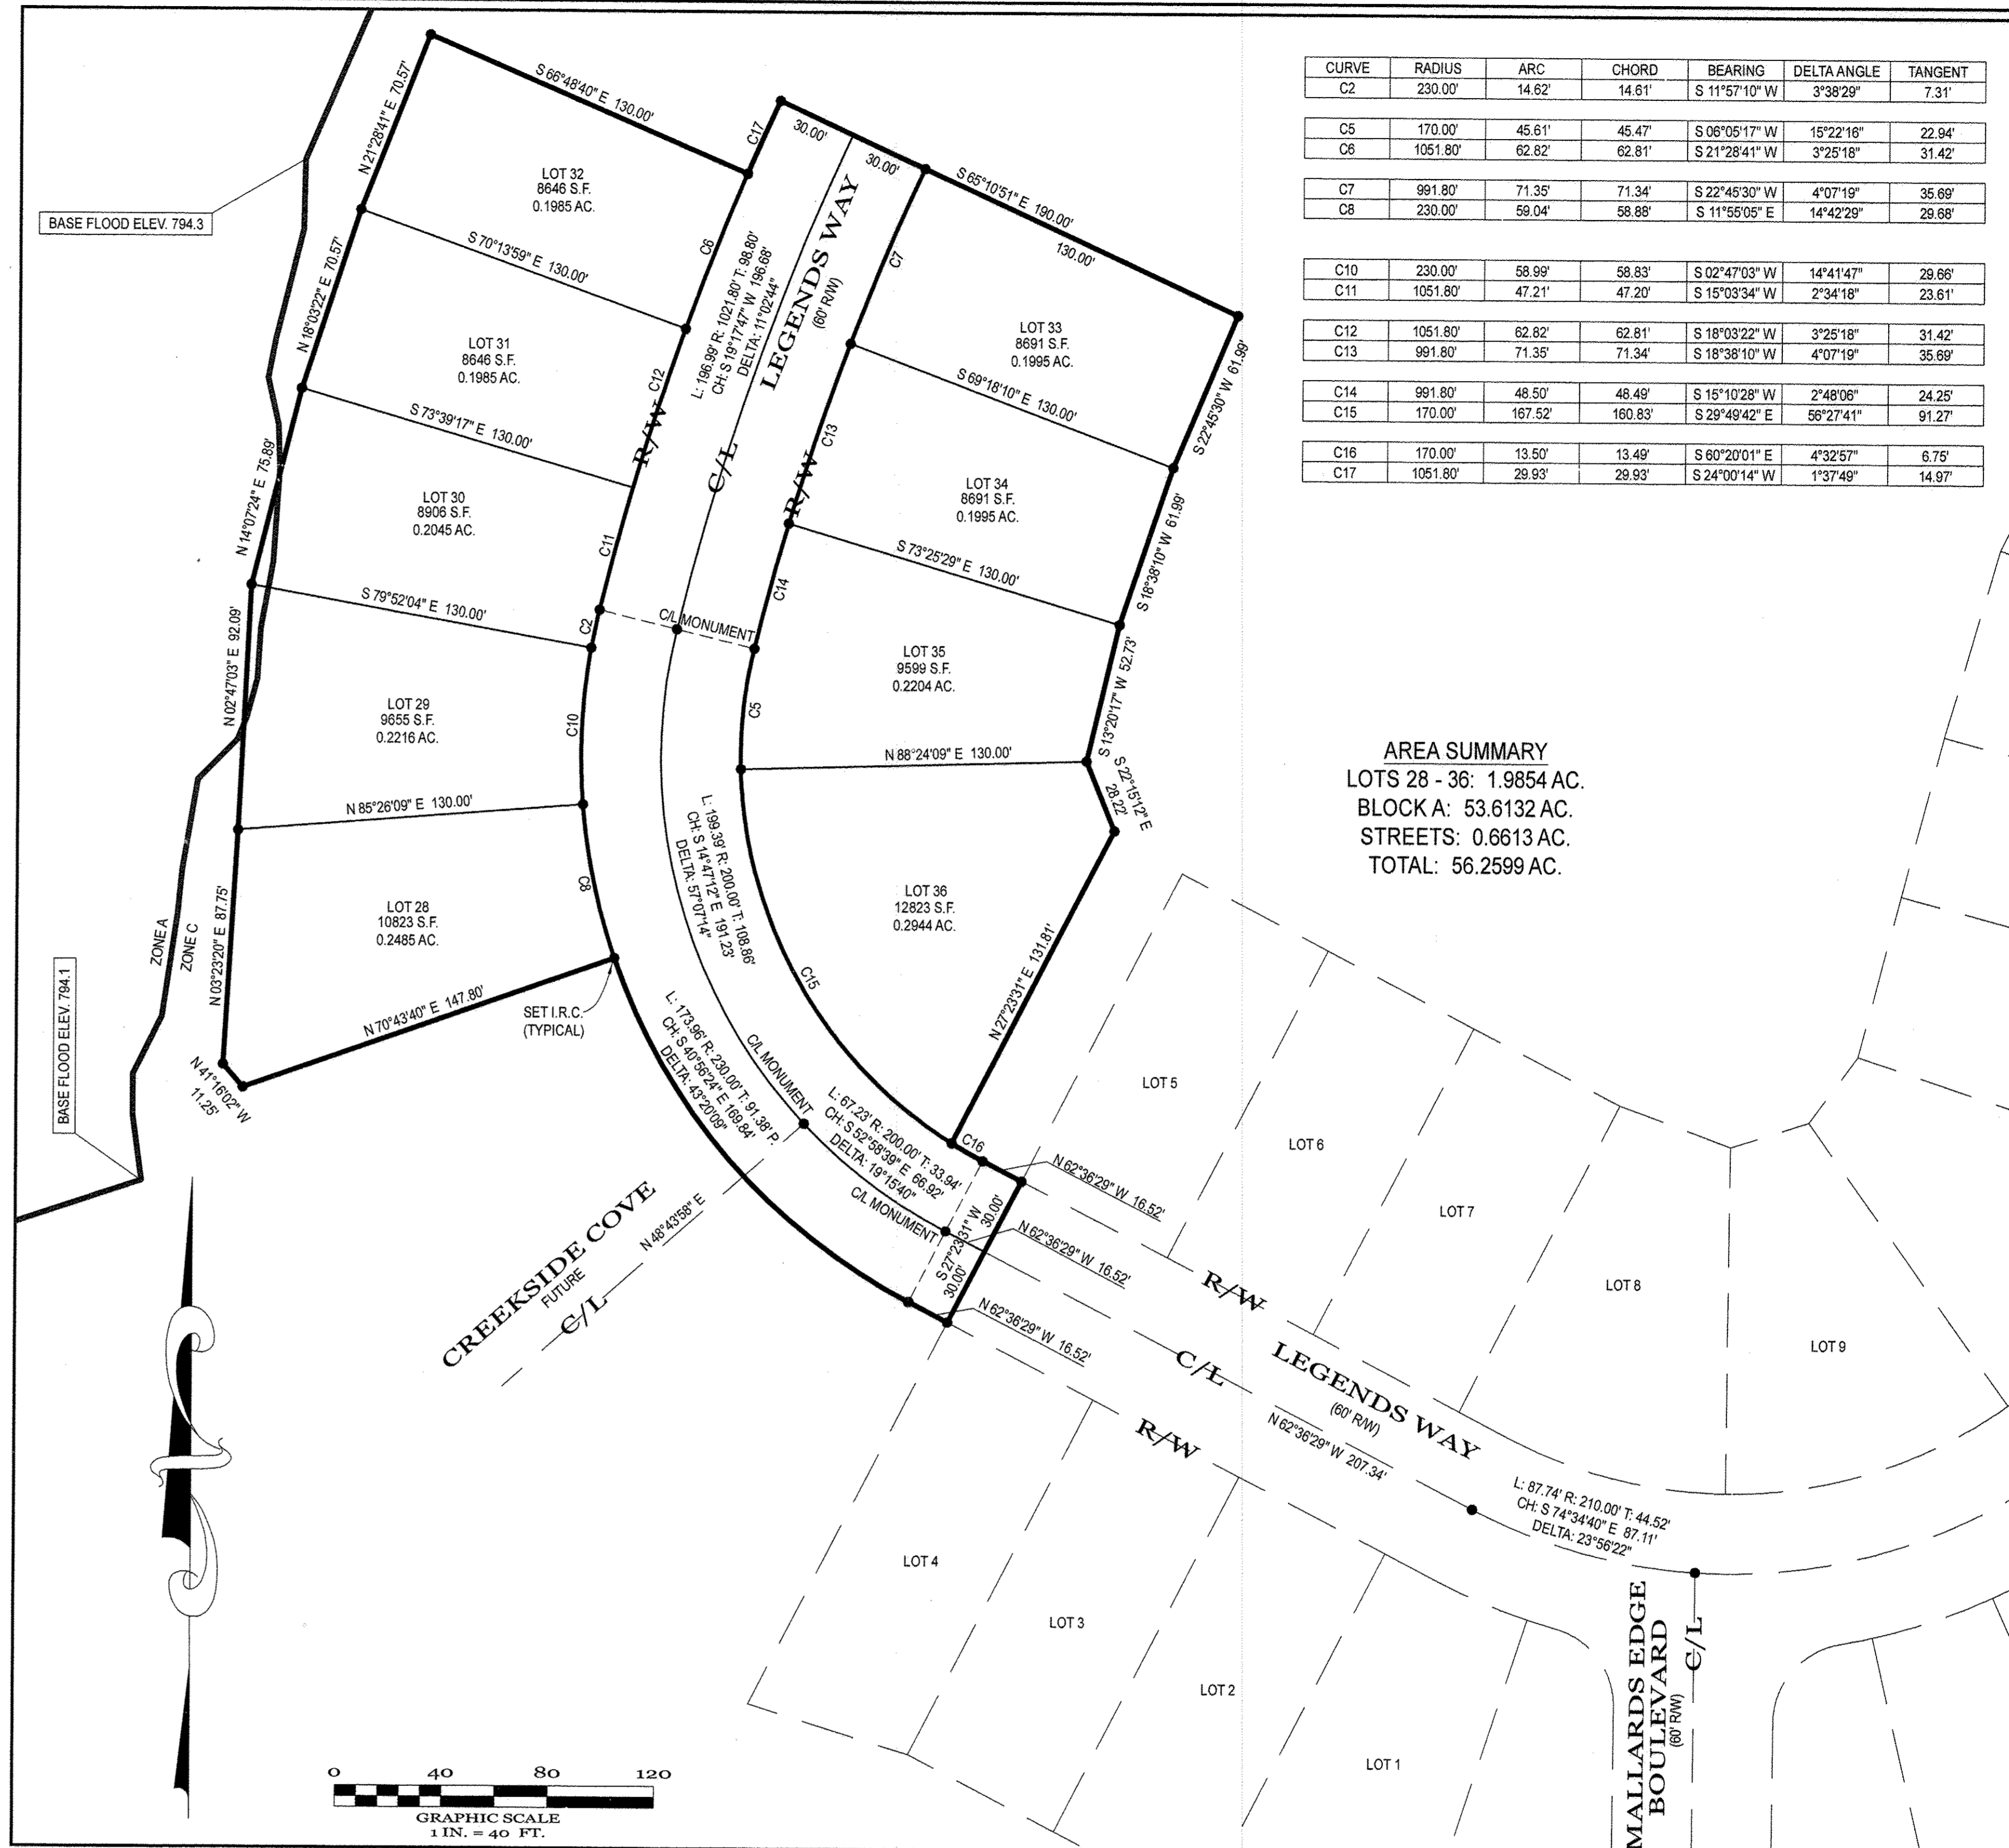 CURVE RADIUS ARC CHORD BEARING DELTA ANGLE TANGENT
C2 230.00' 14.62' 14.61' S 11°57'10" W 3°38'29" 7.31'
C5 170.00' 45.61' 45.47' S 06°05'17" W 15°22'16" 22.94'
C6 1051.80' 62.82' 62.81' S 21°28'41" W 3°25'18" 31.42'
C7 991.80' 71.35' 71.34' S 22°45'30" W 4°07'19" 35.69'
C8 230.00' 59.04' 58.88' S 11°55'05" E 14°42'29" 29.68'
C10 230.00' 58.99' 58.83' S 02°47'03" W 14°41'47" 29.66'
C11 1051.80' 47.21' 47.20' S 15°03'34" W 2°34'18" 23.61'
C12 1051.80' 62.82' 62.81' S 18°03'22" W 3°25'18" 31.42'
C13 991.80' 71.35' 71.34' S 18°38'10" W 4°07'19" 35.69'
C14 991.80' 48.50' 48.49' S 15°10'28" W 2°48'06" 24.25'
C15 170.00' 167.52' 160.83' S 29°49'42" E 56°27'41" 91.27'
C16 170.00' 13.50' 13.49' S 60°20'01" E 4°32'57" 6.75'
C17 1051.80' 29.93' 29.93' S 24°00'14" W 1°37'49" 14.97'
N 21°28'41" E 70.57'
S 66°48'40" E 130.00'
C17
30.00'
30.00'
S 65°10'51" E 190.00'
130.00'
BASE FLOOD ELEV. 794.3
LOT 32
8646 S.F.
0.1985 AC.
S 70°13'59" E 130.00'
C6
L: 196.99' R: 1021.80' T: 98.80'
CH: S 19°17'47" W 196.68'
DELTA: 11°02'44"
LEGENDS WAY
(60' R/W)
C7
LOT 33
8691 S.F.
0.1995 AC.
S 22°45'30" W 61.99'
N 18°03'22" E 70.57'
LOT 31
8646 S.F.
0.1985 AC.
C12
R/W
S 73°39'17" E 130.00'
C/L
C13
R/W
S 69°18'10" E 130.00'
LOT 34
8691 S.F.
0.1995 AC.
S 18°38'10" W 61.99'
N 14°07'24" E 75.89'
LOT 30
8906 S.F.
0.2045 AC.
C11
C14
S 73°25'29" E 130.00'
S 79°52'04" E 130.00'
C2
C/L MONUMENT
LOT 35
9599 S.F.
0.2204 AC.
S 13°20'17" W 52.73'
N 02°47'03" E 92.09'
LOT 29
9655 S.F.
0.2216 AC.
C10
C5
N 88°24'09" E 130.00'
S 22°15'12" E
28.22'
AREA SUMMARY
LOTS 28 - 36: 1.9854 AC.
BLOCK A: 53.6132 AC.
STREETS: 0.6613 AC.
TOTAL: 56.2599 AC.
N 85°26'09" E 130.00'
L: 199.39' R: 200.00' T: 108.86'
CH: S 14°47'12" E 191.23'
DELTA: 57°07'14"
C8
LOT 28
10823 S.F.
0.2485 AC.
LOT 36
12823 S.F.
0.2944 AC.
ZONE A
ZONE C
N 03°23'20" E 87.75'
C15
N 27°23'31" E 131.81'
BASE FLOOD ELEV. 794.1
N 70°43'40" E 147.80'
SET I.R.C.
(TYPICAL)
N 41°16'02" W
11.25'
L: 173.96' R: 230.00' T: 91.38' P.
CH: S 40°56'24" E 169.84'
DELTA: 43°20'09"
C/L MONUMENT
L: 67.23' R: 200.00' T: 33.94'
CH: S 52°58'39" E 66.92'
DELTA: 19°15'40"
C/L MONUMENT
C16
N 62°36'29" W 16.52'
S 27°23'31" W
30.00'
30.00'
N 62°36'29" W 16.52'
N 62°36'29" W 16.52'
CREEKSIDE COVE
FUTURE
C/L
N 48°43'58" E
LOT 5
LOT 6
LOT 7
LOT 8
LOT 9
R/W
C/L
LEGENDS WAY
(60' R/W)
N 62°36'29" W 207.34'
R/W
L: 87.74' R: 210.00' T: 44.52'
CH: S 74°34'40" E 87.11'
DELTA: 23°56'22"
LOT 4
LOT 3
LOT 2
LOT 1
MALLARDS EDGE
BOULEVARD
(60' R/W)
C/L
0 40 80 120
GRAPHIC SCALE
1 IN. = 40 FT.